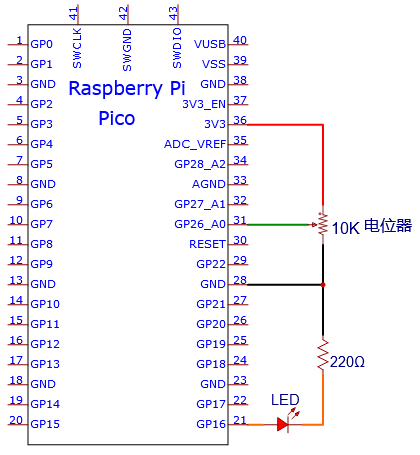 41
42
43
SWCLK
SWGND
SWDIO
1 GP0 VUSB 40
2 GP1 VSS 39
3 GND GND 38
Raspberry Pi
Pico
4 GP2 3V3_EN 37
5 GP3 3V3 36
6 GP4 ADC_VREF 35
7 GP5 GP28_A2 34
8 GND AGND 33
9 GP6 GP27_A1 32
10 GP7 GP26_A0 31
10K 电位器
11 GP8 RESET 30
12 GP9 GP22 29
13 GND GND 28
14 GP10 GP21 27
15 GP11 GP20 26
16 GP12 GP19 25
17 GP13 GP18 24
220Ω
18 GND GND 23
19 GP14 GP17 22
LED
20 GP15 GP16 21